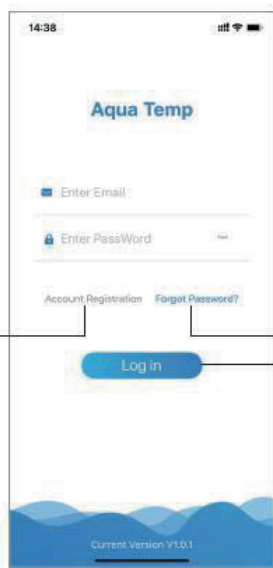 14:38
Aqua Temp
Enter Email
Enter PassWord
Account Registration Forgot Password?
Log in
Current Version V1.0.1